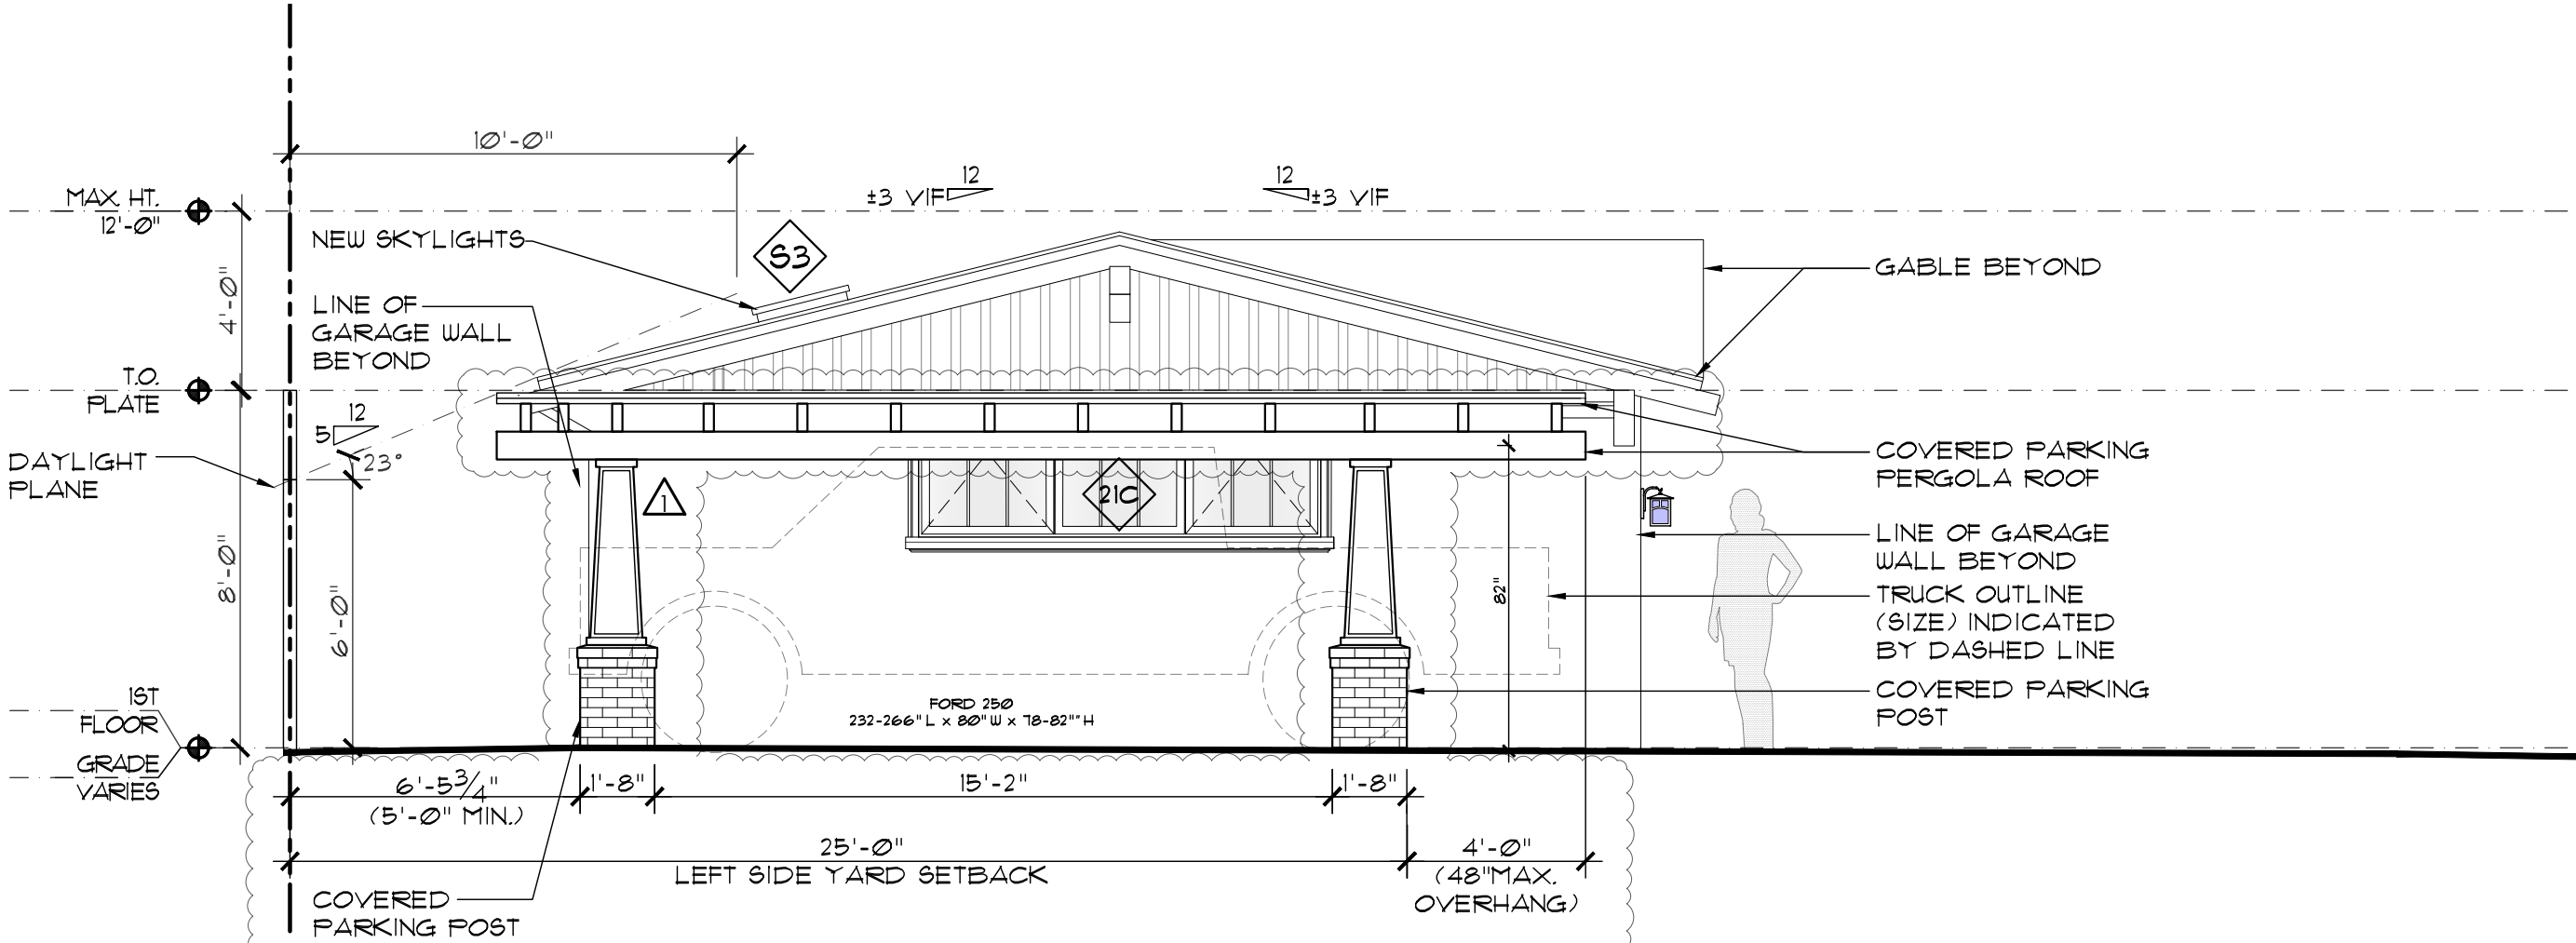 10'-0"
MAX. HT.
12'-0"
12
±3 VIF
12
±3 VIF
NEW SKYLIGHTS
S3
GABLE BEYOND
4'-0"
LINE OF
GARAGE WALL
BEYOND
T.O.
PLATE
12
5
23°
DAYLIGHT
PLANE
COVERED PARKING
PERGOLA ROOF
1
21C
LINE OF GARAGE
WALL BEYOND
8'-0"
6'-0"
82"
TRUCK OUTLINE
(SIZE) INDICATED
BY DASHED LINE
COVERED PARKING
POST
1ST
FLOOR
GRADE
VARIES
FORD 250
232-266" L x 80" W x 78-82"" H
6'-5 3/4"
(5'-0" MIN.)
1'-8"
15'-2"
1'-8"
25'-0"
LEFT SIDE YARD SETBACK
4'-0"
(48"MAX.
OVERHANG)
COVERED
PARKING POST